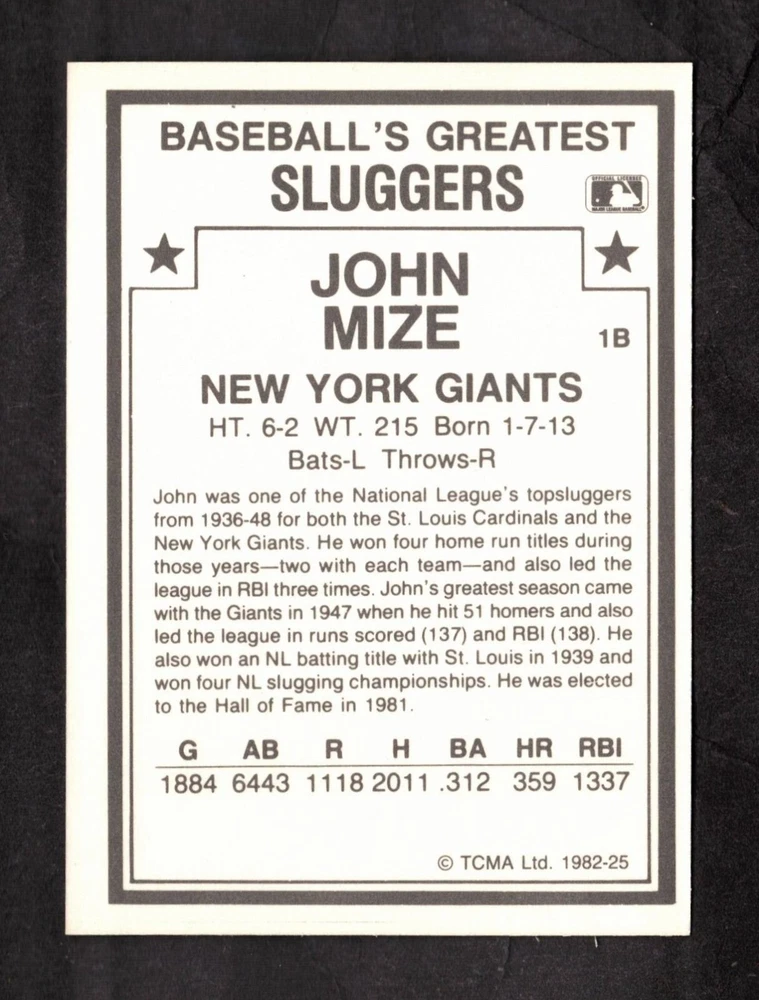 BASEBALL'S GREATEST
SLUGGERS
OFFICIAL LICENSEE
MAJOR LEAGUE BASEBALL
JOHN
MIZE
1B
NEW YORK GIANTS
HT. 6-2 WT. 215 Born 1-7-13
Bats-L Throws-R
John was one of the National League's topsluggers
from 1936-48 for both the St. Louis Cardinals and the
New York Giants. He won four home run titles during
those years—two with each team—and also led the
league in RBI three times. John's greatest season came
with the Giants in 1947 when he hit 51 homers and also
led the league in runs scored (137) and RBI (138). He
also won an NL batting title with St. Louis in 1939 and
won four NL slugging championships. He was elected
to the Hall of Fame in 1981.
G AB R H BA HR RBI
1884 6443 1118 2011 .312 359 1337
© TCMA Ltd. 1982-25